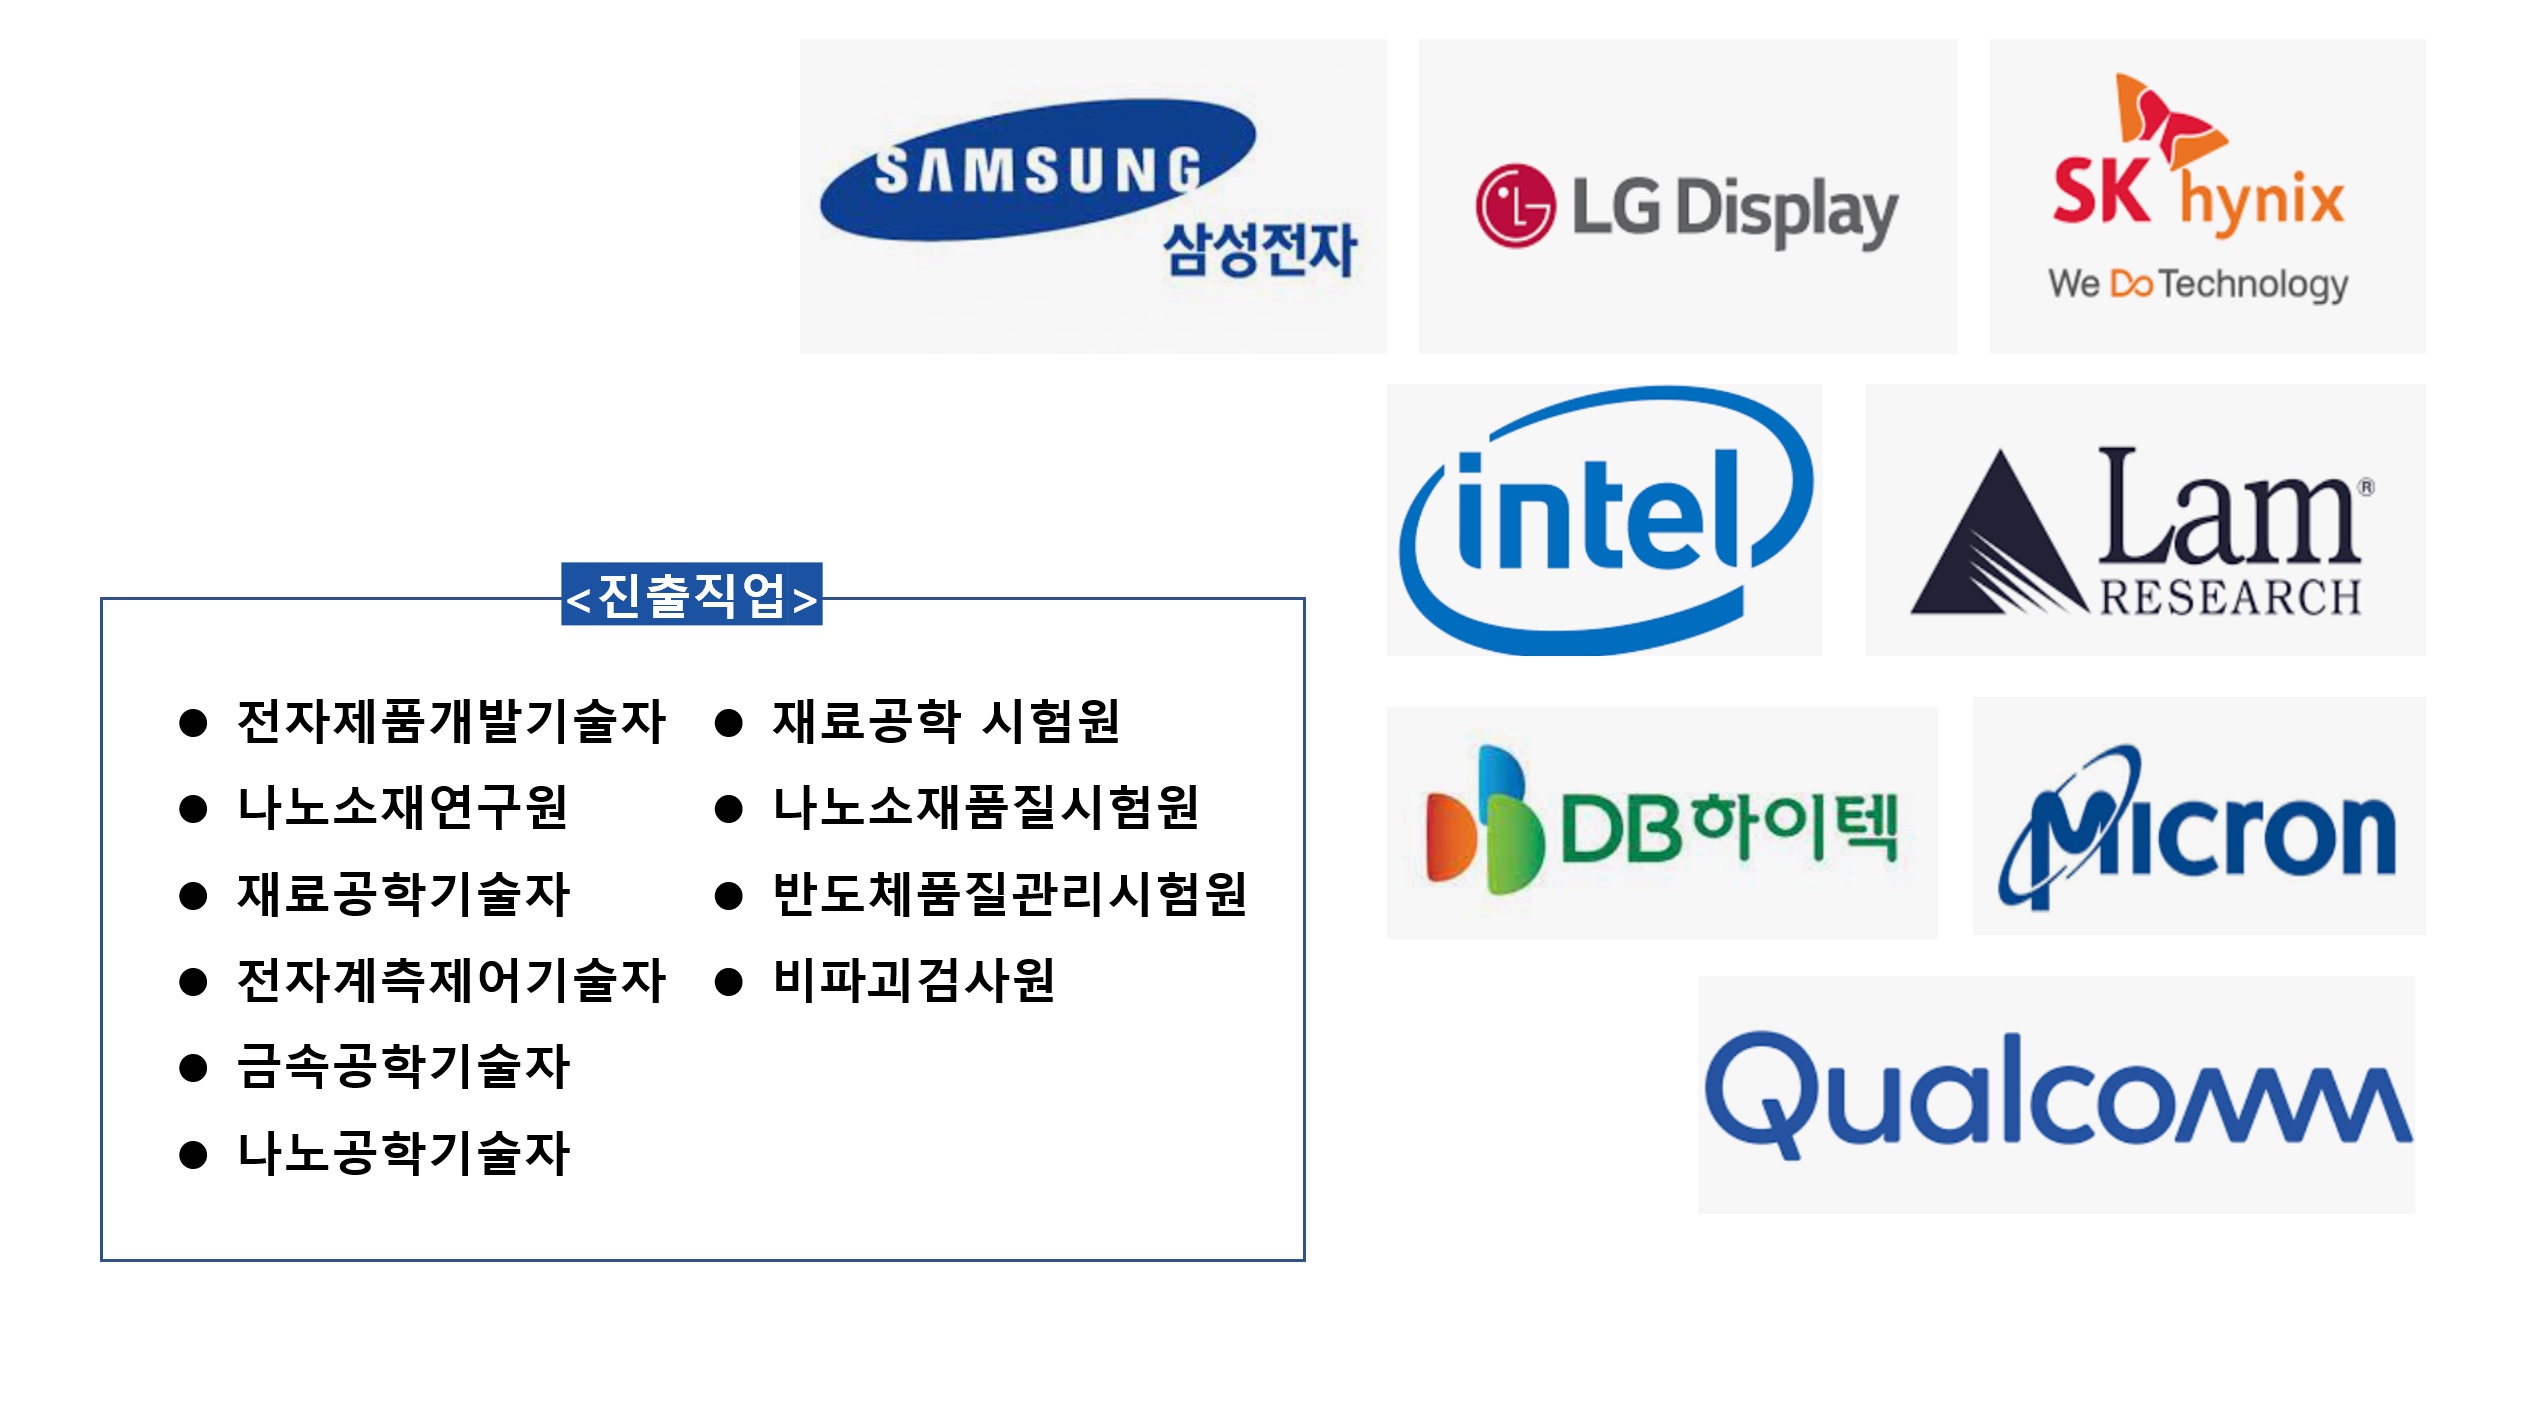 SAMSUNG
삼성전자
LG Display
SK hynix
We Do Technology
intel
Lam®
RESEARCH
<진출직업>
● 전자제품개발기술자
● 나노소재연구원
● 재료공학기술자
● 전자계측제어기술자
● 금속공학기술자
● 나노공학기술자
● 재료공학 시험원
● 나노소재품질시험원
● 반도체품질관리시험원
● 비파괴검사원
DB하이텍
Micron
Qualcomm